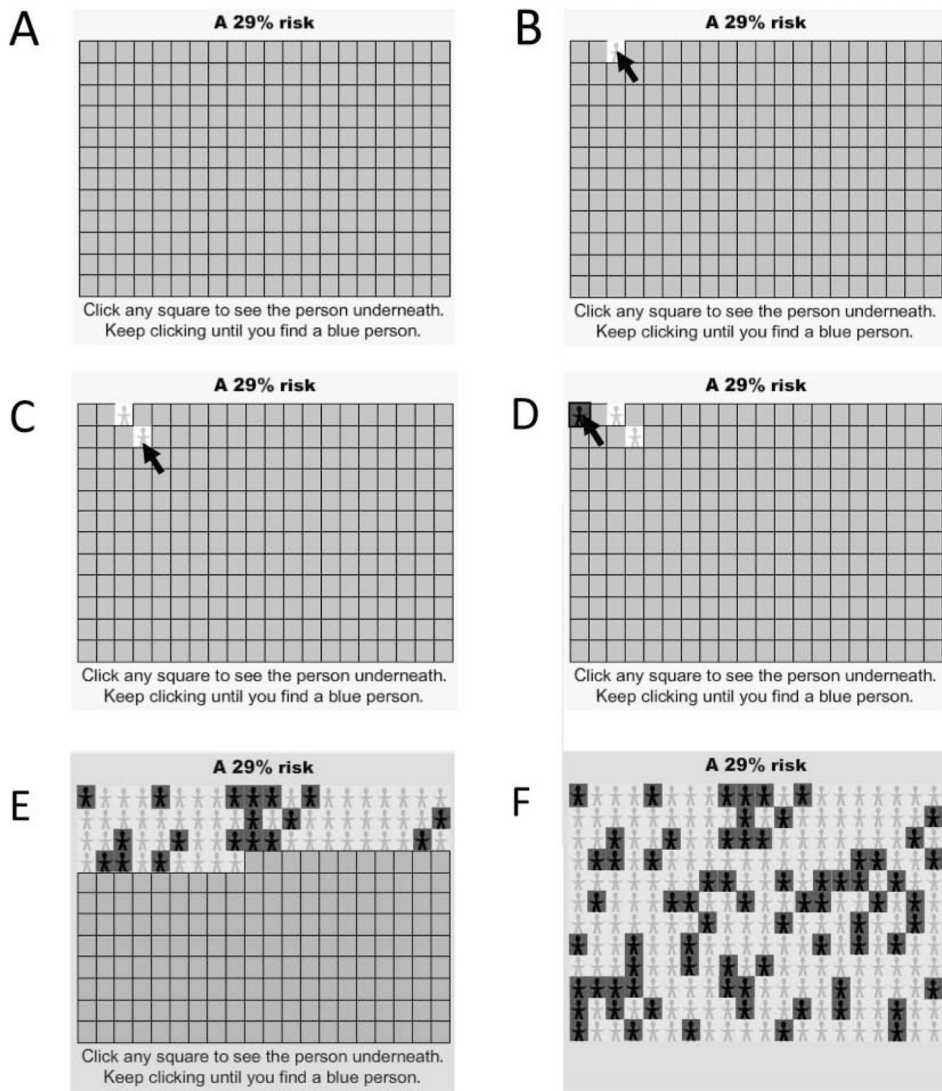 A
A 29% risk
Click any square to see the person underneath.
Keep clicking until you find a blue person.
B
A 29% risk
Click any square to see the person underneath.
Keep clicking until you find a blue person.
C
A 29% risk
Click any square to see the person underneath.
Keep clicking until you find a blue person.
D
A 29% risk
Click any square to see the person underneath.
Keep clicking until you find a blue person.
E
A 29% risk
Click any square to see the person underneath.
Keep clicking until you find a blue person.
F
A 29% risk